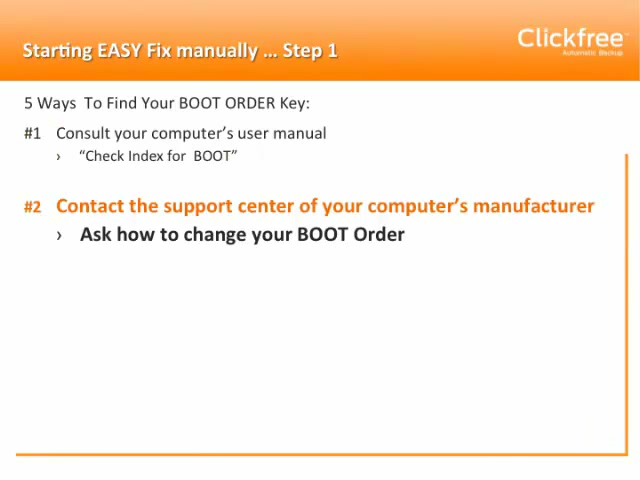 Starting EASY Fix manually ... Step 1
Clickfree™
Automatic Backup
5 Ways  To Find Your BOOT ORDER Key:
#1 Consult your computer's user manual
› “Check Index for  BOOT”
#2 Contact the support center of your computer's manufacturer
› Ask how to change your BOOT Order